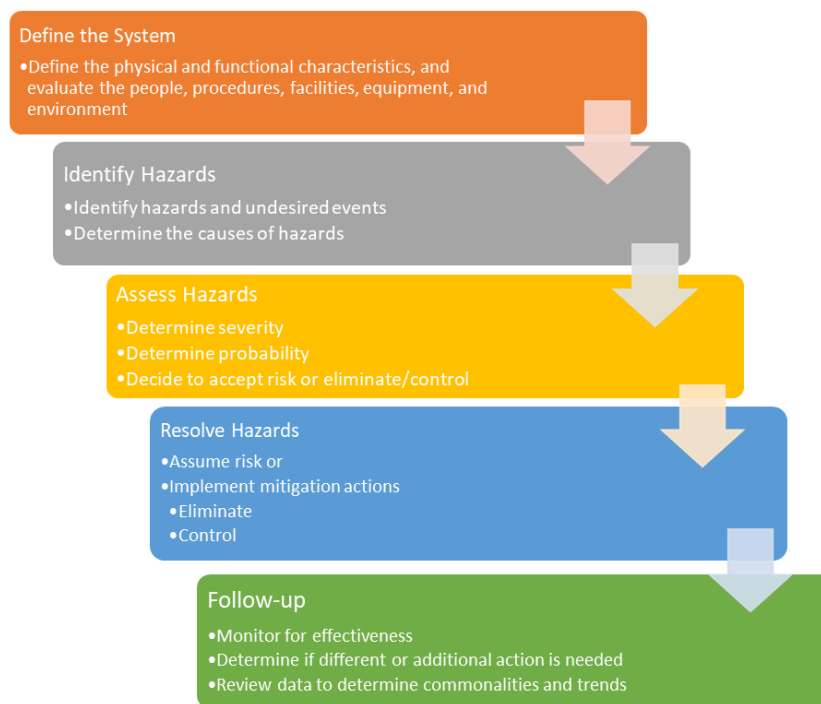 Define the System
•Define the physical and functional characteristics, and
evaluate the people, procedures, facilities, equipment, and
environment
Identify Hazards
•Identify hazards and undesired events
•Determine the causes of hazards
Assess Hazards
•Determine severity
•Determine probability
•Decide to accept risk or eliminate/control
Resolve Hazards
•Assume risk or
•Implement mitigation actions
•Eliminate
•Control
Follow-up
•Monitor for effectiveness
•Determine if different or additional action is needed
•Review data to determine commonalities and trends